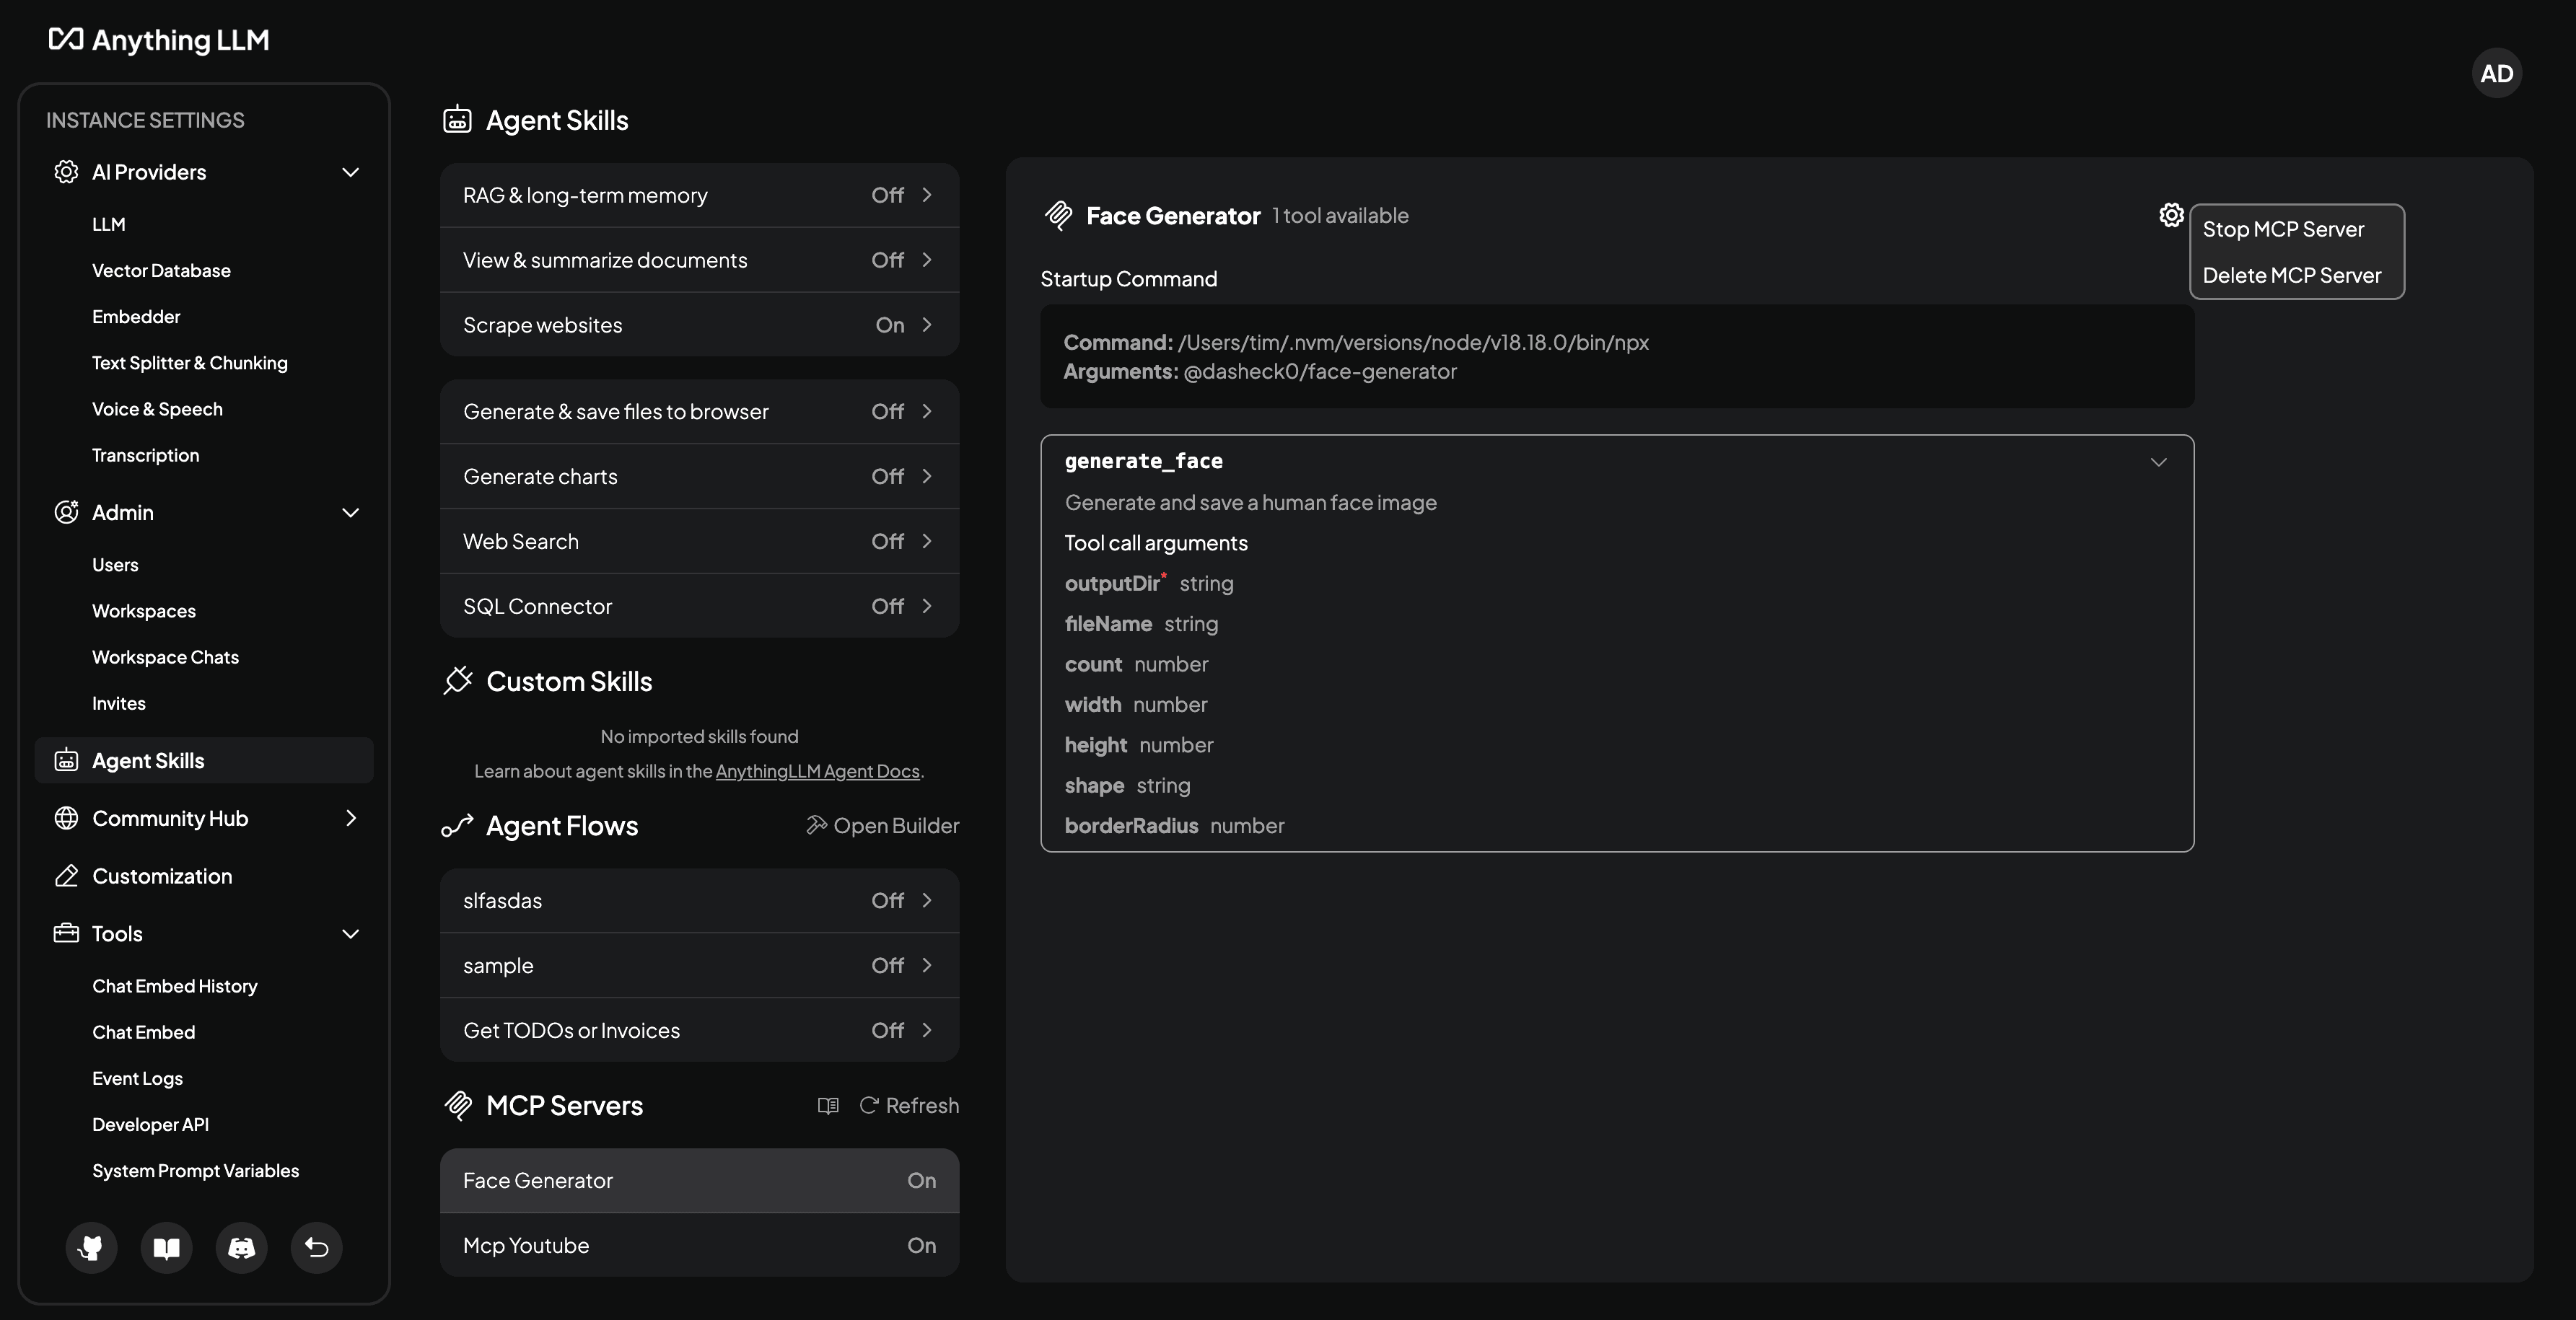 Anything LLM
AD
INSTANCE SETTINGS
AI Providers
LLM
Vector Database
Embedder
Text Splitter & Chunking
Voice & Speech
Transcription
Admin
Users
Workspaces
Workspace Chats
Invites
Agent Skills
Community Hub
Customization
Tools
Chat Embed History
Chat Embed
Event Logs
Developer API
System Prompt Variables
Agent Skills
RAG & long-term memory Off
View & summarize documents Off
Scrape websites On
Generate & save files to browser Off
Generate charts Off
Web Search Off
SQL Connector Off
Custom Skills
No imported skills found
Learn about agent skills in the AnythingLLM Agent Docs.
Agent Flows Open Builder
slfasdas Off
sample Off
Get TODOs or Invoices Off
MCP Servers Refresh
Face Generator On
Mcp Youtube On
Face Generator 1 tool available
Stop MCP Server
Delete MCP Server
Startup Command
Command: /Users/tim/.nvm/versions/node/v18.18.0/bin/npx
Arguments: @dasheck0/face-generator
generate_face
Generate and save a human face image
Tool call arguments
outputDir* string
fileName string
count number
width number
height number
shape string
borderRadius number